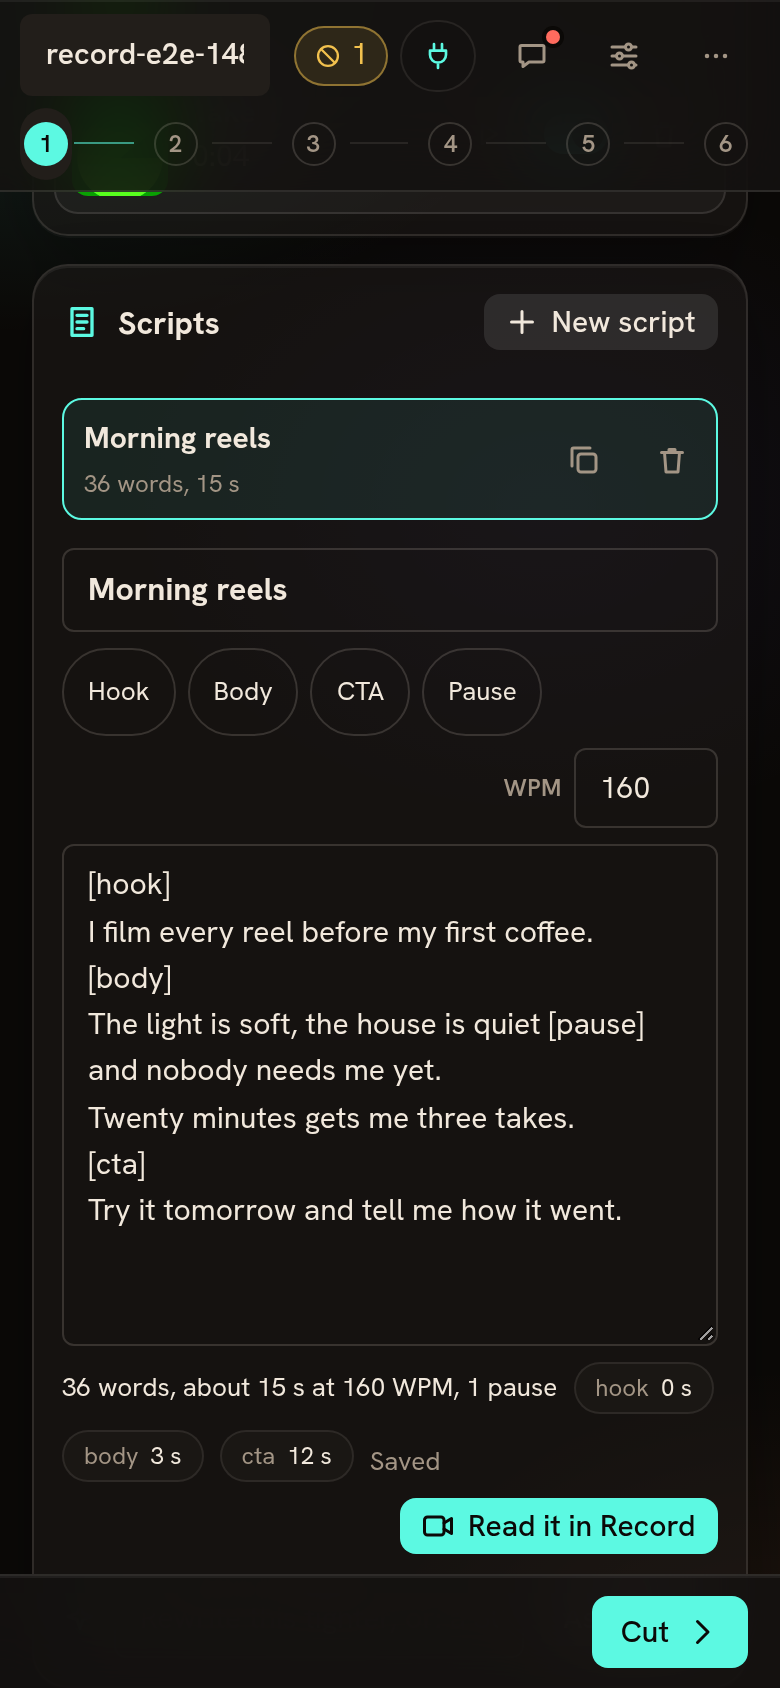 record-e2e-148
1
1
2
3
4
5
6
Scripts
New script
Morning reels
36 words, 15 s
Morning reels
Hook
Body
CTA
Pause
WPM
160
[hook]
I film every reel before my first coffee.
[body]
The light is soft, the house is quiet [pause]
and nobody needs me yet.
Twenty minutes gets me three takes.
[cta]
Try it tomorrow and tell me how it went.
36 words, about 15 s at 160 WPM, 1 pause
hook 0 s
body 3 s
cta 12 s
Saved
Read it in Record
Cut